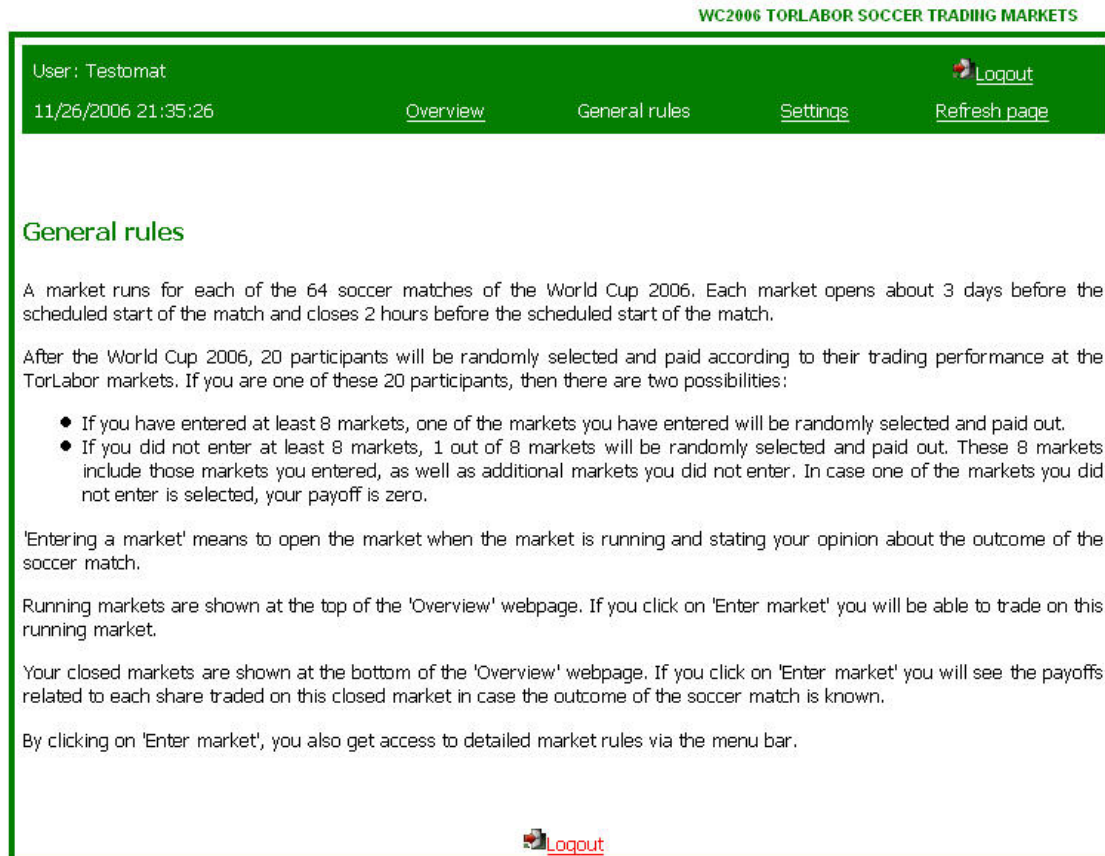 WC2006 TORLABOR SOCCER TRADING MARKETS
User: Testomat Logout
11/26/2006 21:35:26 Overview General rules Settings Refresh page
General rules
A market runs for each of the 64 soccer matches of the World Cup 2006. Each market opens about 3 days before the
scheduled start of the match and closes 2 hours before the scheduled start of the match.
After the World Cup 2006, 20 participants will be randomly selected and paid according to their trading performance at the
TorLabor markets. If you are one of these 20 participants, then there are two possibilities:
● If you have entered at least 8 markets, one of the markets you have entered will be randomly selected and paid out.
● If you did not enter at least 8 markets, 1 out of 8 markets will be randomly selected and paid out. These 8 markets
include those markets you entered, as well as additional markets you did not enter. In case one of the markets you did
not enter is selected, your payoff is zero.
'Entering a market' means to open the market when the market is running and stating your opinion about the outcome of the
soccer match.
Running markets are shown at the top of the 'Overview' webpage. If you click on 'Enter market' you will be able to trade on this
running market.
Your closed markets are shown at the bottom of the 'Overview' webpage. If you click on 'Enter market' you will see the payoffs
related to each share traded on this closed market in case the outcome of the soccer match is known.
By clicking on 'Enter market', you also get access to detailed market rules via the menu bar.
Logout